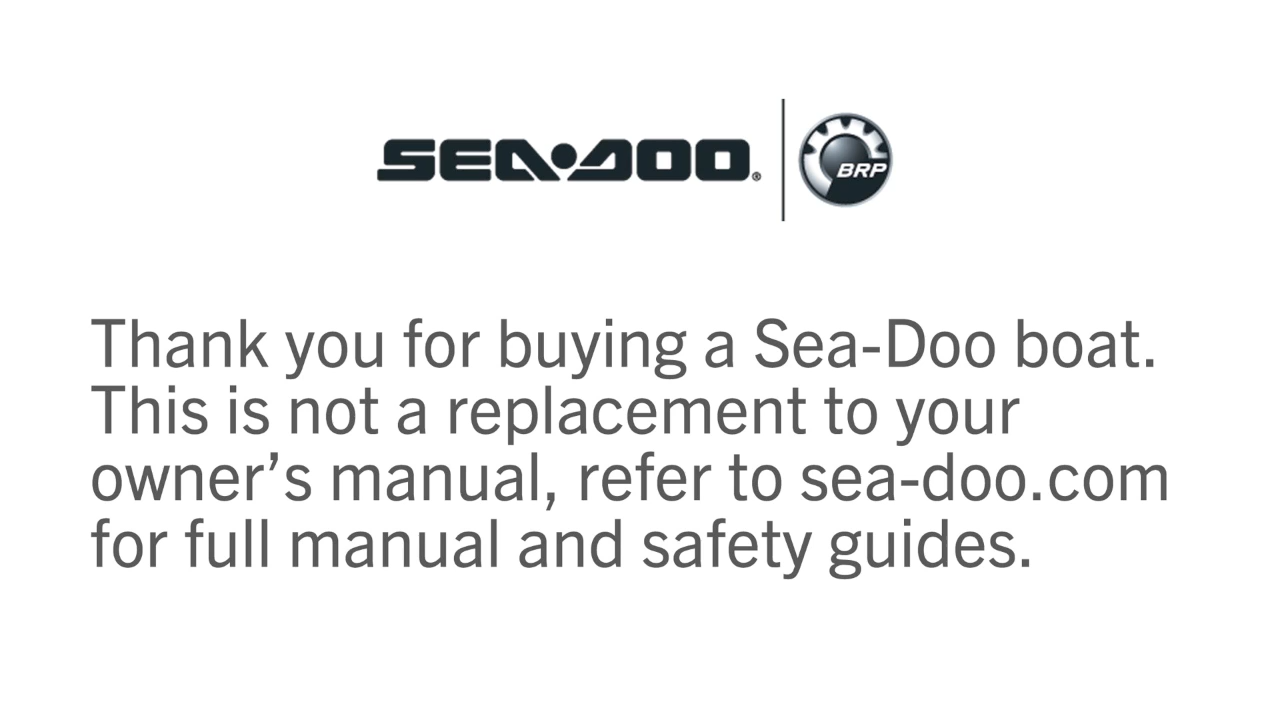 SEA-DOO® BRP
Thank you for buying a Sea-Doo boat.
This is not a replacement to your
owner’s manual, refer to sea-doo.com
for full manual and safety guides.